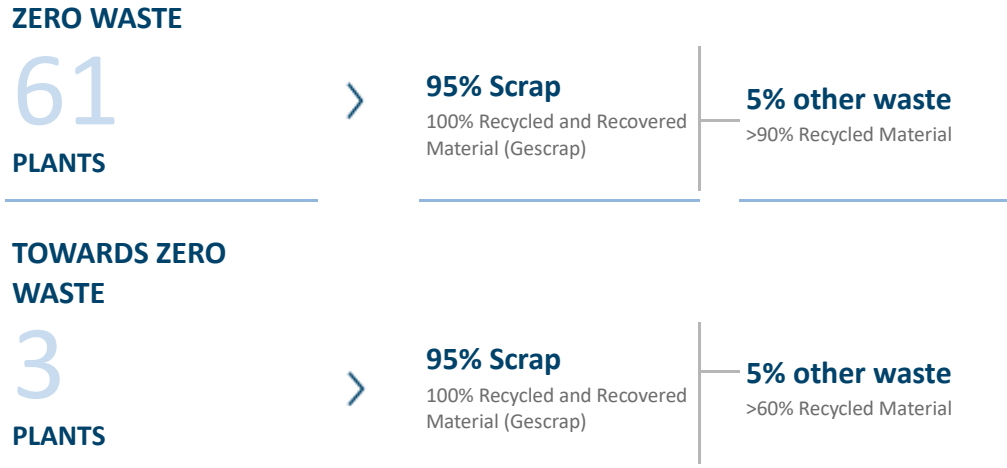 ZERO WASTE
61
PLANTS
95% Scrap
100% Recycled and Recovered
Material (Gescrap)
5% other waste
>90% Recycled Material
TOWARDS ZERO
WASTE
3
PLANTS
95% Scrap
100% Recycled and Recovered
Material (Gescrap)
5% other waste
>60% Recycled Material